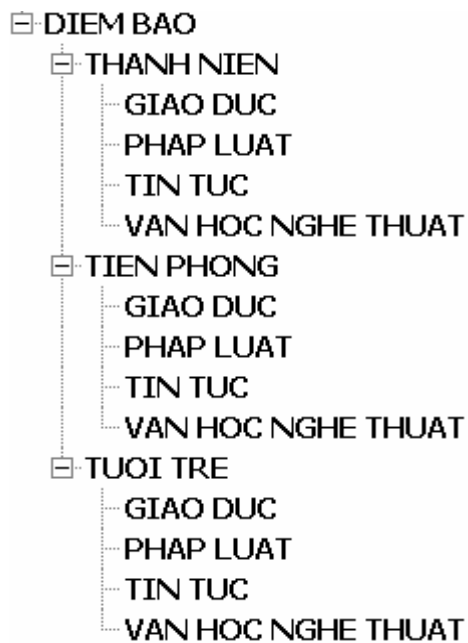 DIEM BAO
THANH NIEN
GIAO DUC
PHAP LUAT
TIN TUC
VAN HOC NGHE THUAT
TIEN PHONG
GIAO DUC
PHAP LUAT
TIN TUC
VAN HOC NGHE THUAT
TUOI TRE
GIAO DUC
PHAP LUAT
TIN TUC
VAN HOC NGHE THUAT